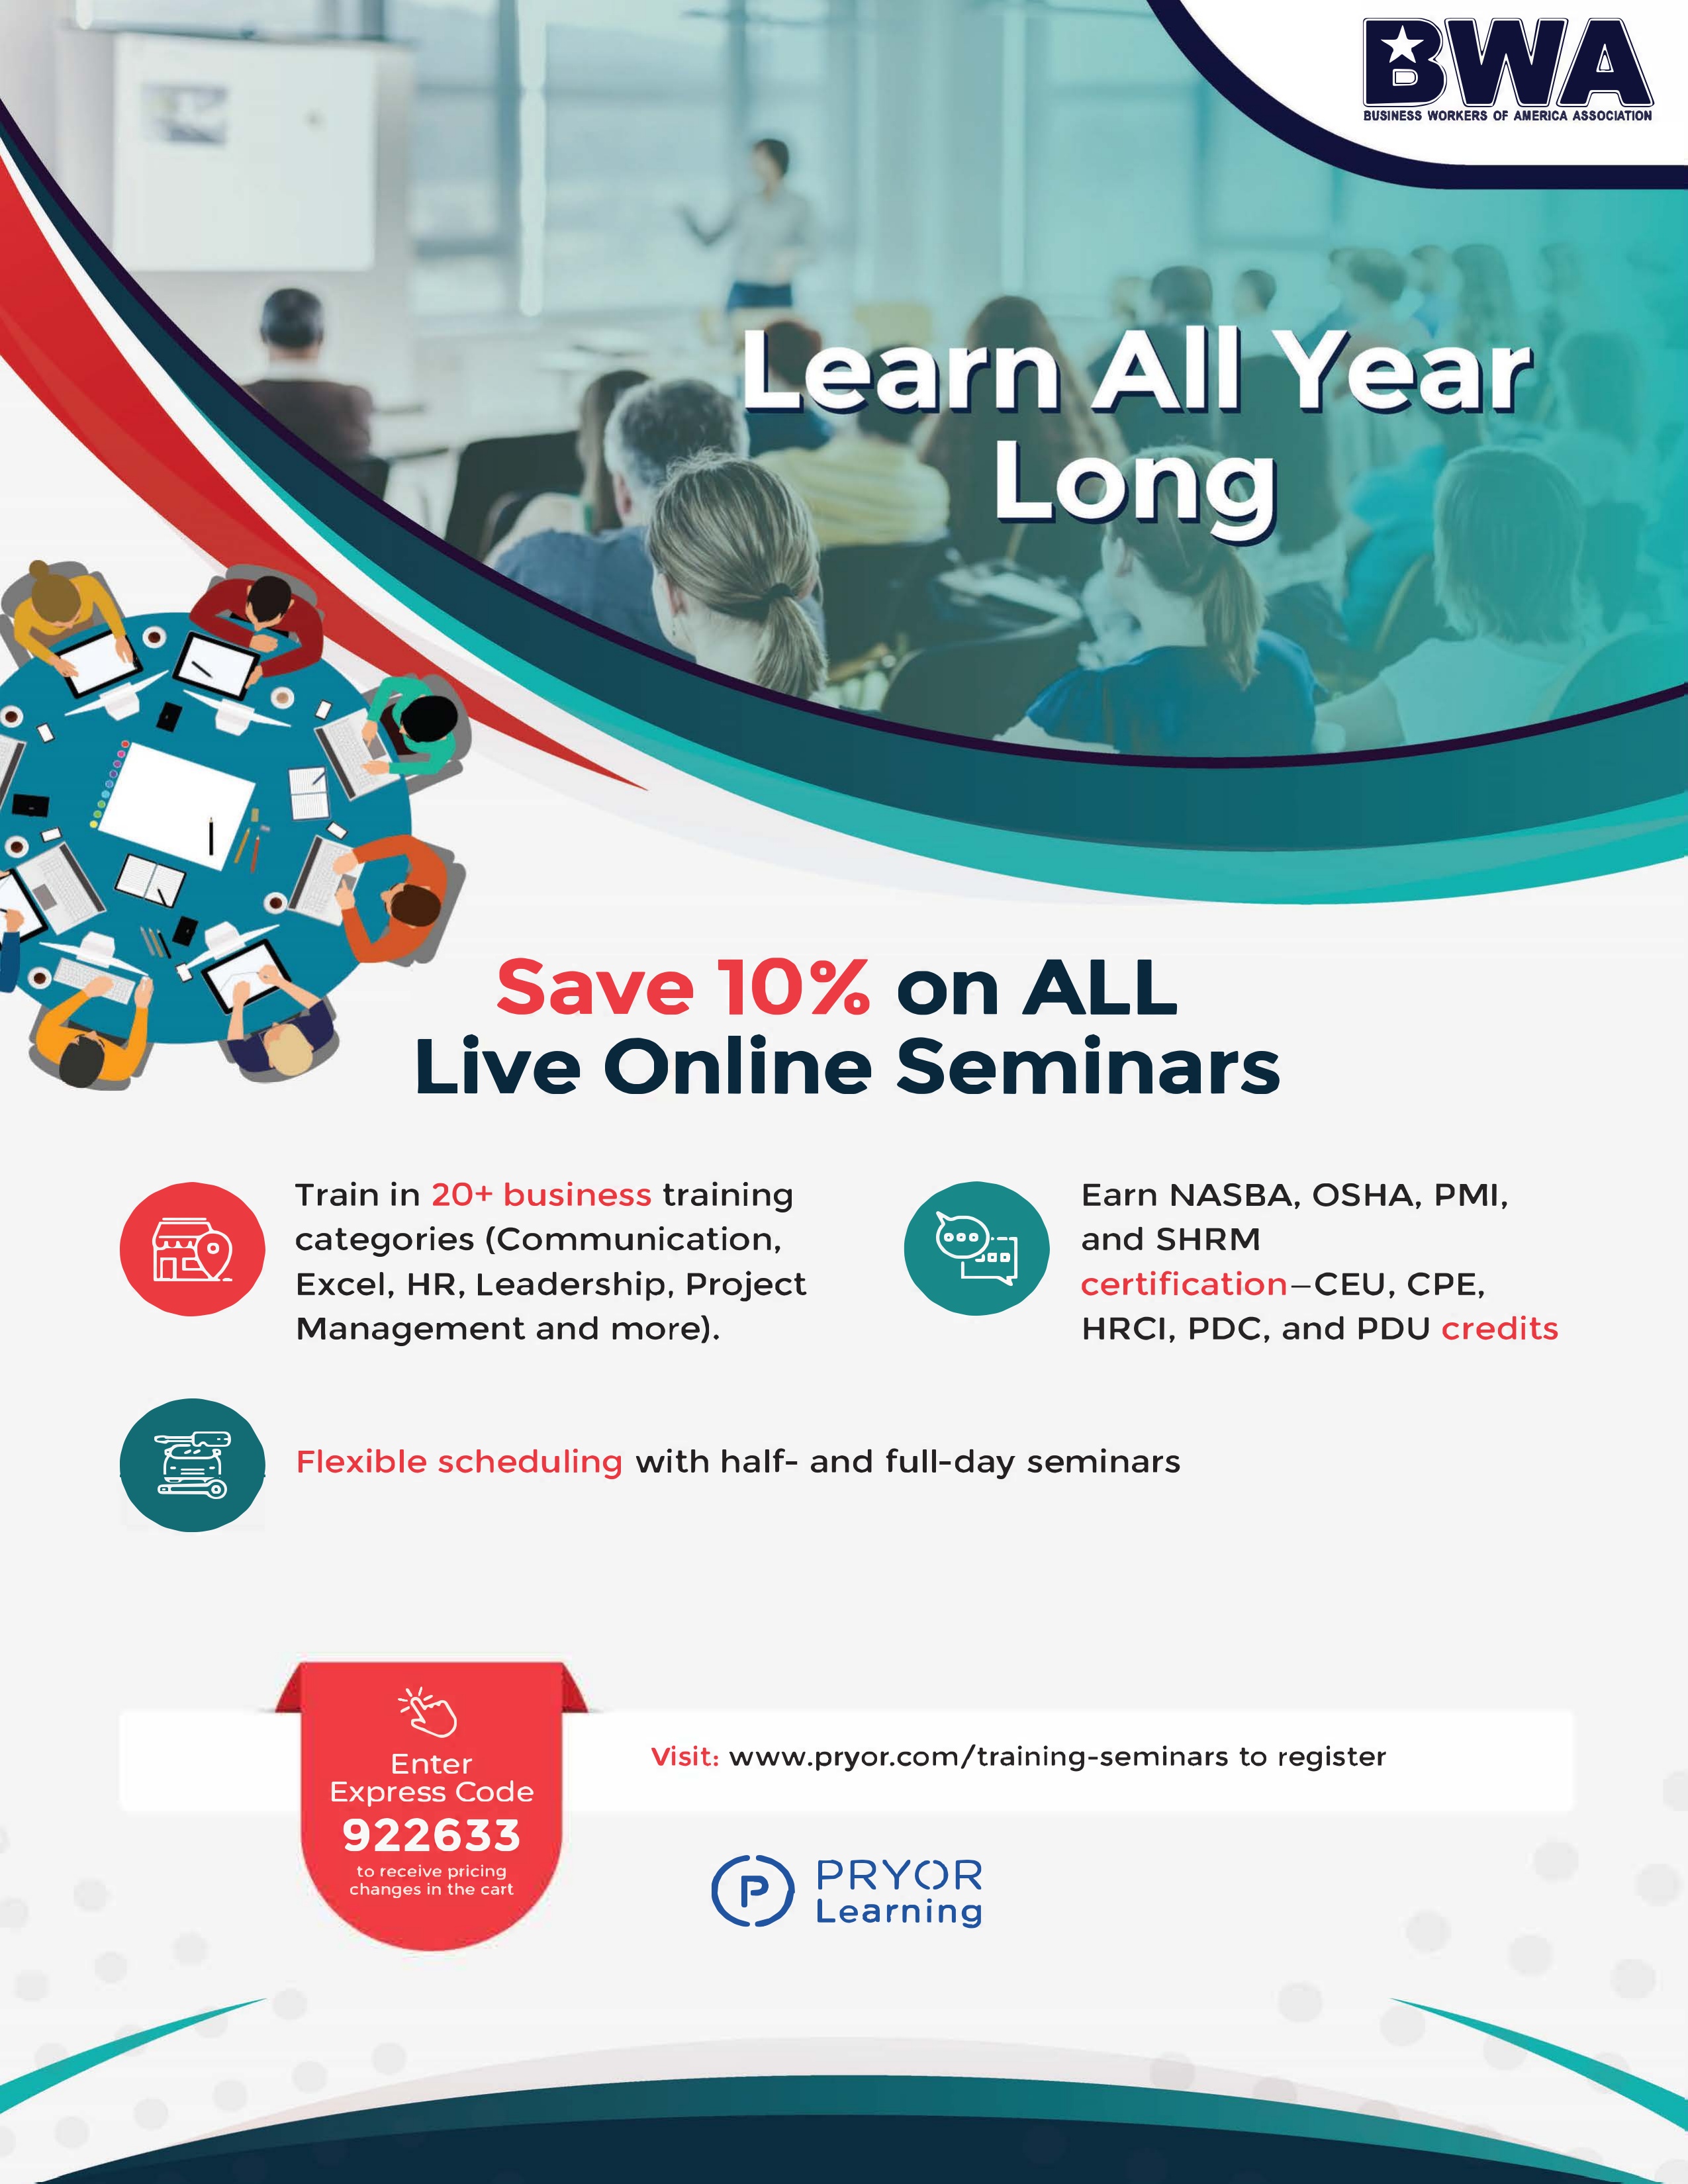 BWA
BUSINESS WORKERS OF AMERICA ASSOCIATION
Learn All Year
Long
Save 10% on ALL
Live Online Seminars
Train in 20+ business training
categories (Communication,
Excel, HR, Leadership, Project
Management and more).
Earn NASBA, OSHA, PMI,
and SHRM
certification—CEU, CPE,
HRCI, PDC, and PDU credits
Flexible scheduling with half- and full-day seminars
Enter
Express Code
922633
to receive pricing
changes in the cart
Visit: www.pryor.com/training-seminars to register
P
PRYOR
Learning